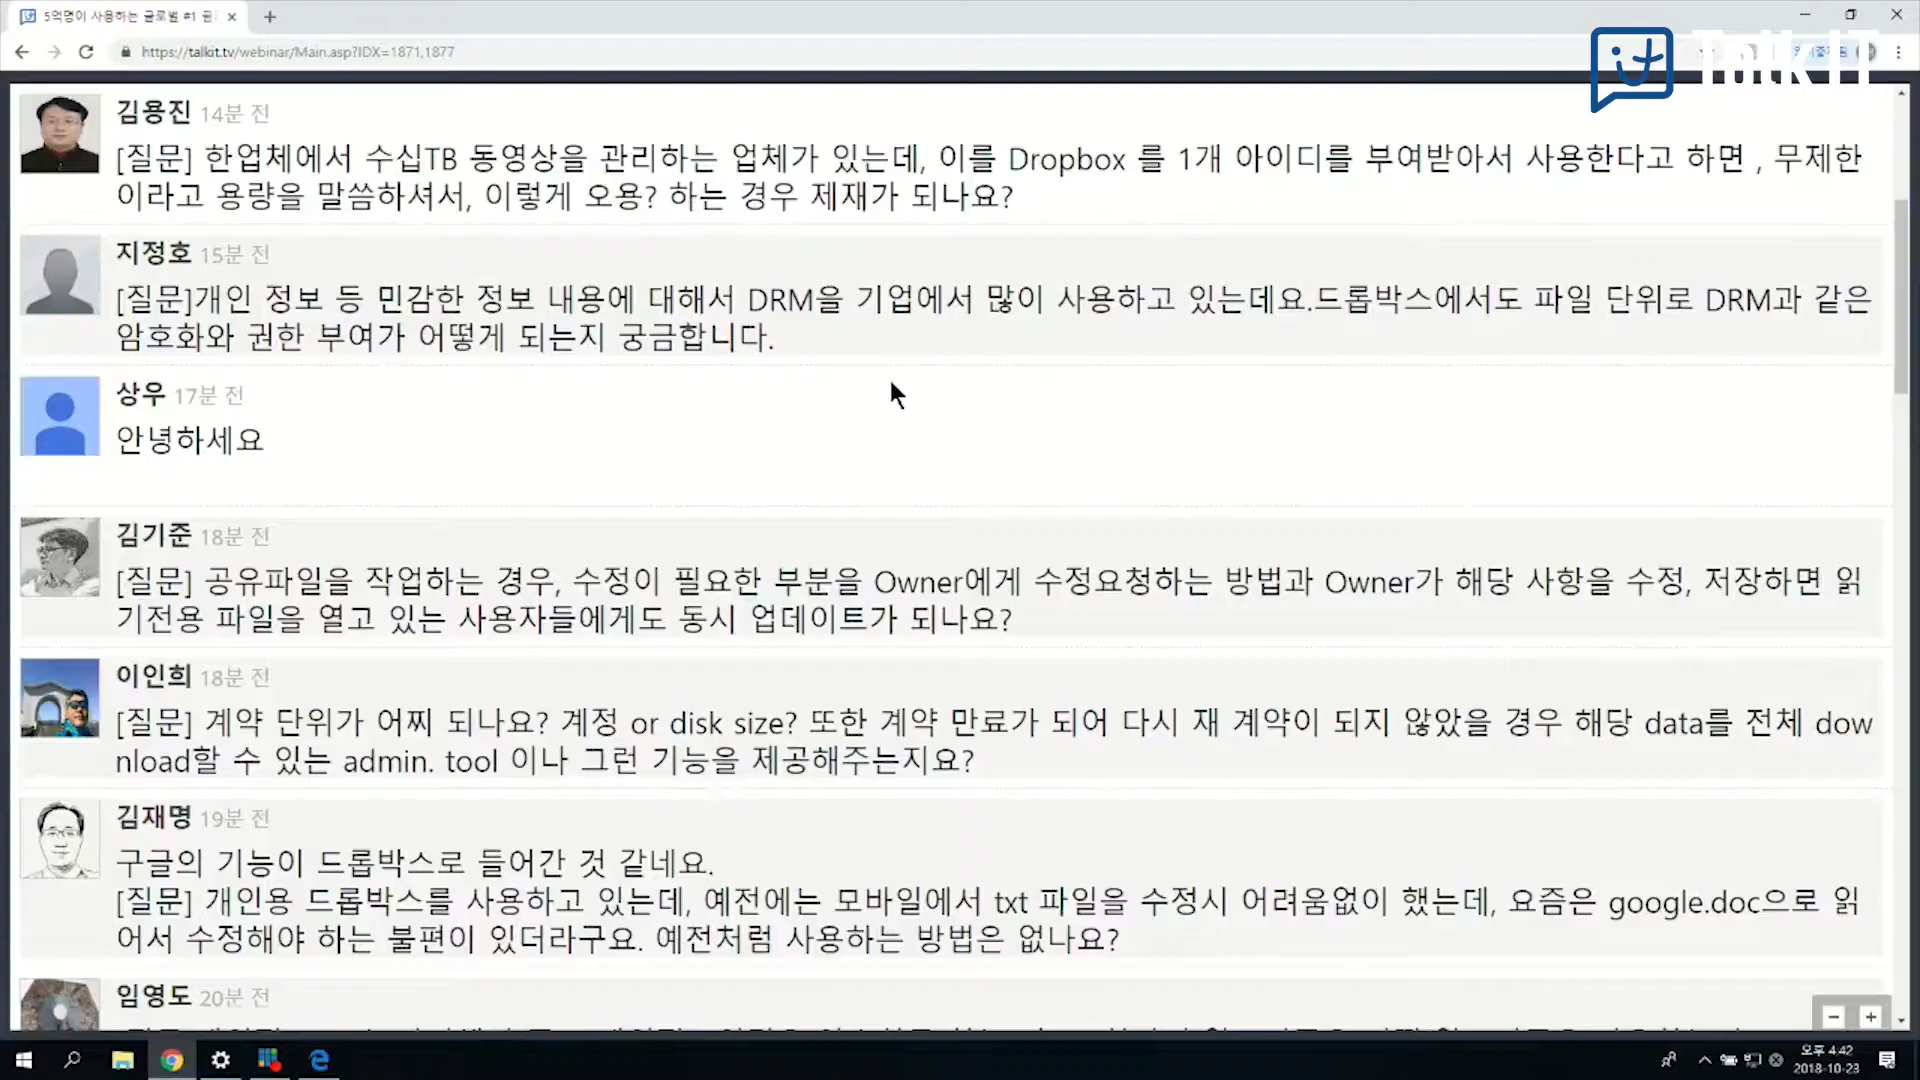 5억명이 사용하는 글로벌 #1
https://talkit.tv/webinar/Main.asp?IDX=1871,1877
Talk IT
김용진 14분 전
[질문] 한업체에서 수십TB 동영상을 관리하는 업체가 있는데, 이를 Dropbox 를 1개 아이디를 부여받아서 사용한다고 하면 , 무제한
이라고 용량을 말씀하셔서, 이렇게 오용? 하는 경우 제재가 되나요?
지정호 15분 전
[질문]개인 정보 등 민감한 정보 내용에 대해서 DRM을 기업에서 많이 사용하고 있는데요.드롭박스에서도 파일 단위로 DRM과 같은
암호화와 권한 부여가 어떻게 되는지 궁금합니다.
상우 17분 전
안녕하세요
김기준 18분 전
[질문] 공유파일을 작업하는 경우, 수정이 필요한 부분을 Owner에게 수정요청하는 방법과 Owner가 해당 사항을 수정, 저장하면 읽
기전용 파일을 열고 있는 사용자들에게도 동시 업데이트가 되나요?
이인희 18분 전
[질문] 계약 단위가 어찌 되나요? 계정 or disk size? 또한 계약 만료가 되어 다시 재 계약이 되지 않았을 경우 해당 data를 전체 dow
nload할 수 있는 admin. tool 이나 그런 기능을 제공해주는지요?
김재명 19분 전
구글의 기능이 드롭박스로 들어간 것 같네요.
[질문] 개인용 드롭박스를 사용하고 있는데, 예전에는 모바일에서 txt 파일을 수정시 어려움없이 했는데, 요즘은 google.doc으로 읽
어서 수정해야 하는 불편이 있더라구요. 예전처럼 사용하는 방법은 없나요?
임영도 20분 전
오후 4:42
2018-10-23